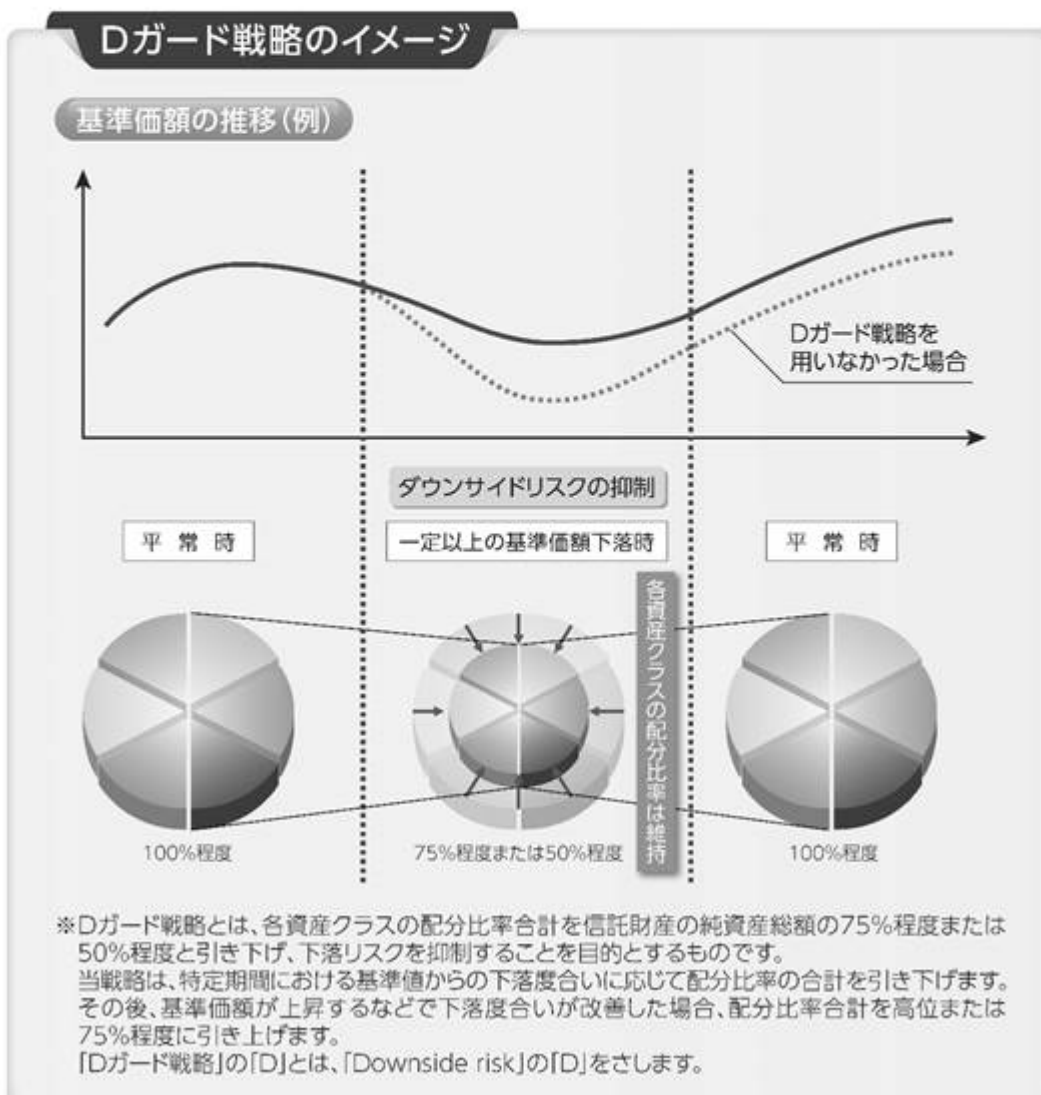 Dガード戦略のイメージ
基準価額の推移(例)
Dガード戦略を
用いなかった場合
ダウンサイドリスクの抑制
平常時
一定以上の基準価額下落時
平常時
各資産クラスの配分比率は維持
100%程度
75%程度または50%程度
100%程度
※Dガード戦略とは、各資産クラスの配分比率合計を信託財産の純資産総額の75%程度または
50%程度と引き下げ、下落リスクを抑制することを目的とするものです。
当戦略は、特定期間における基準値からの下落度合いに応じて配分比率の合計を引き下げます。
その後、基準価額が上昇するなどで下落度合いが改善した場合、配分比率合計を高位または
75%程度に引き上げます。
「Dガード戦略」の「D」とは、「Downside risk」の「D」をさします。